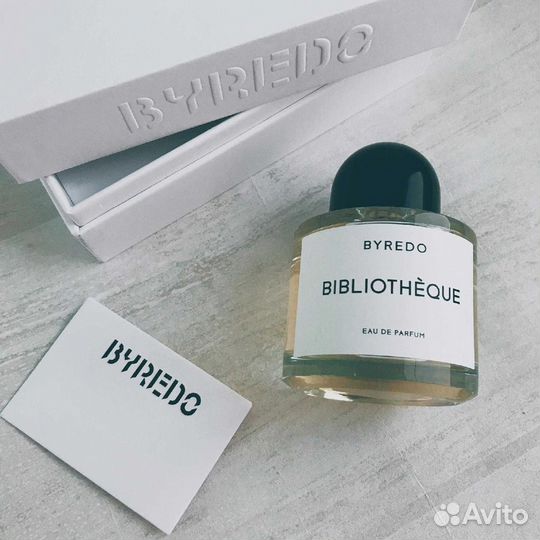 BYREDO
BYREDO
BIBLIOTHÈQUE
EAU DE PARFUM
BYREDO
Avito